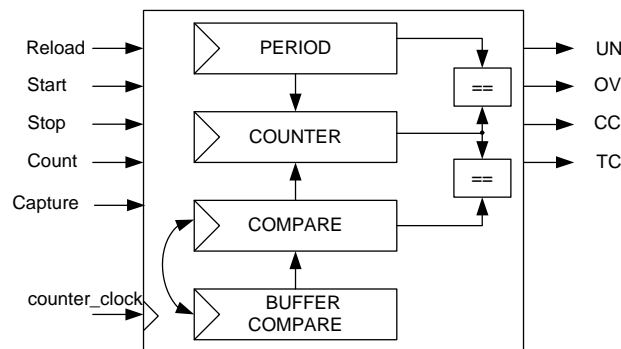 Reload
Start
Stop
Count
Capture
counter_clock
PERIOD
COUNTER
COMPARE
BUFFER
COMPARE
==
==
UN
OV
CC
TC